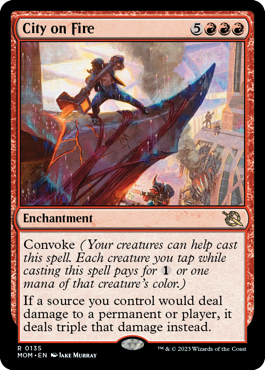 City on Fire 5
Enchantment
Convoke (Your creatures can help cast
this spell. Each creature you tap while
casting this spell pays for 1 or one
mana of that creature's color.)
If a source you control would deal
damage to a permanent or player, it
deals triple that damage instead.
R 0135
MOM • EN Jake Murray
™ & © 2023 Wizards of the Coast